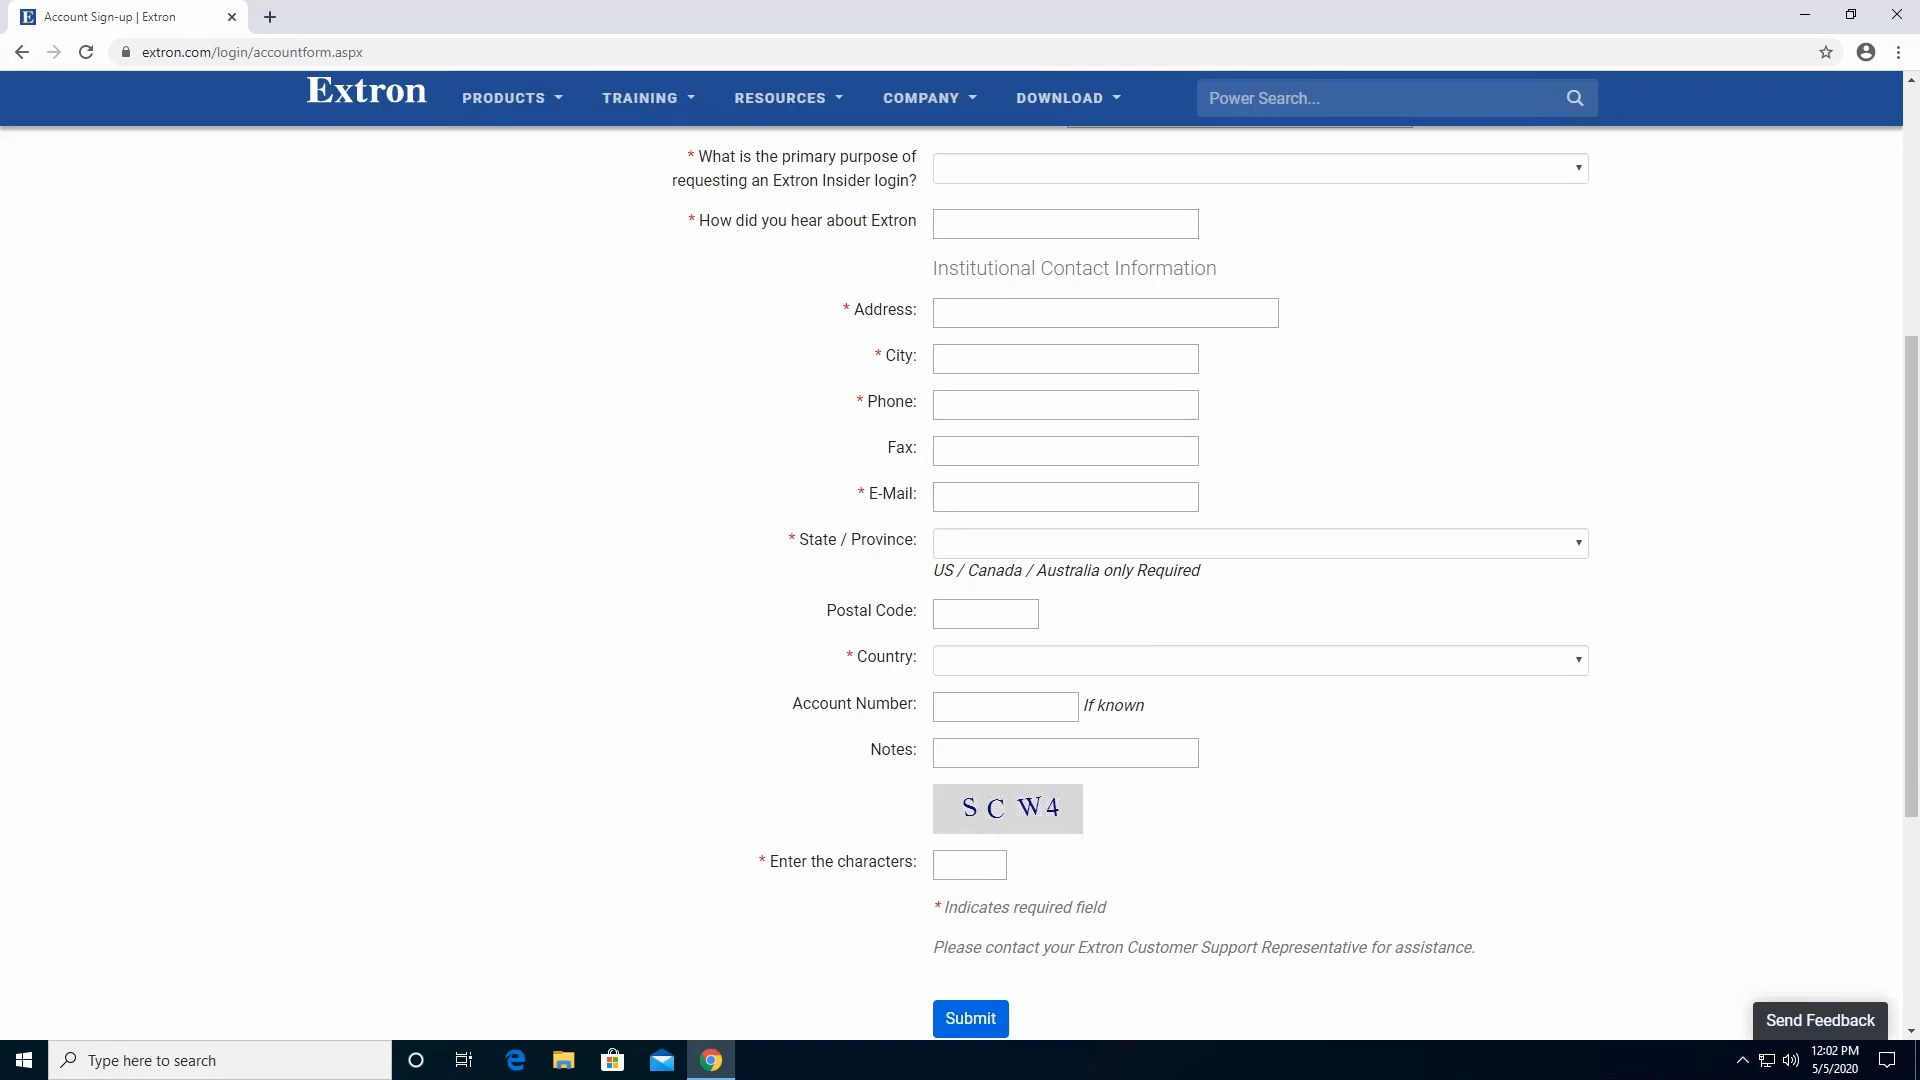 Account Sign-up | Extron
extron.com/login/accountform.aspx
Extron PRODUCTS TRAINING RESOURCES COMPANY DOWNLOAD Power Search...
* What is the primary purpose of
requesting an Extron Insider login?
* How did you hear about Extron
Institutional Contact Information
* Address:
* City:
* Phone:
Fax:
* E-Mail:
* State / Province:
US / Canada / Australia only Required
Postal Code:
* Country:
Account Number: If known
Notes:
S C W4
* Enter the characters:
* Indicates required field
Please contact your Extron Customer Support Representative for assistance.
Submit
Send Feedback
Type here to search
12:02 PM
5/5/2020